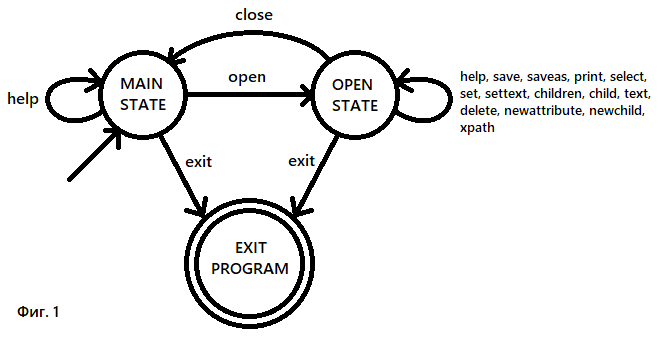 close
MAIN
STATE
open
OPEN
STATE
help
help, save, saveas, print, select,
set, settext, children, child, text,
delete, newattribute, newchild,
xpath
exit
exit
EXIT
PROGRAM
Фиг. 1